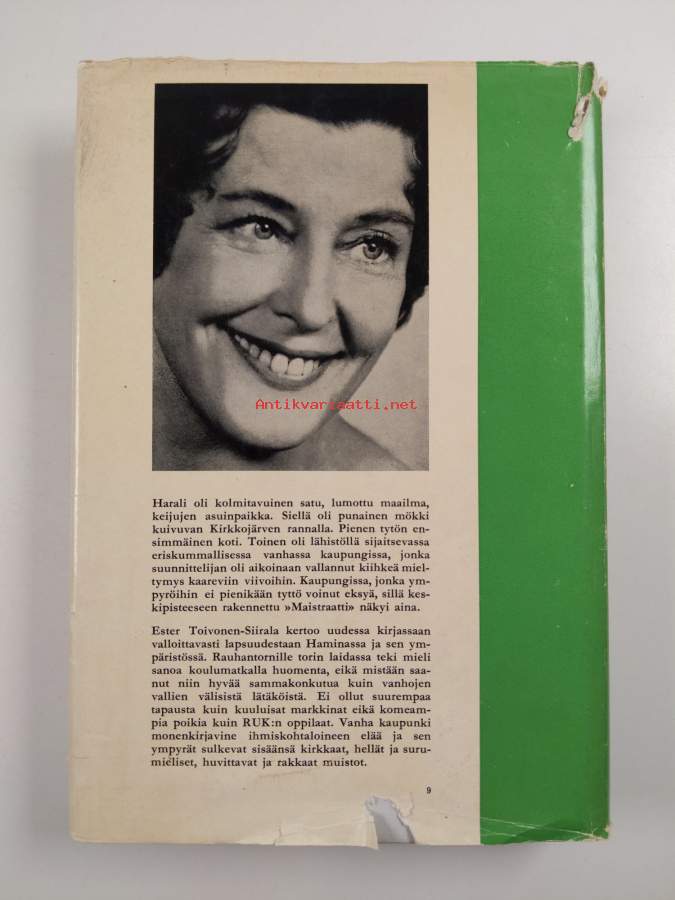 Antikvariaatti.net
Harali oli kolmitavuinen satu, lumottu maailma,
keijujen asuinpaikka. Siellä oli punainen mökki
kuivuvan Kirkkojärven rannalla. Pienen tytön en-
simmäinen koti. Toinen oli lähistöllä sijaitsevassa
eriskummallisessa vanhassa kaupungissa, jonka
suunnittelijan oli aikoinaan vallannut kiihkeä miel-
tymys kaareviin viivoihin. Kaupungissa, jonka ym-
pyröihin ei pienikään tyttö voinut eksyä, sillä kes-
kipisteeseen rakennettu »Maistraatti» näkyi aina.
Ester Toivonen-Siirala kertoo uudessa kirjassaan
valloittavasti lapsuudestaan Haminassa ja sen ym-
päristössä. Rauhantornille torin laidassa teki mieli
sanoa koulumatkalla huomenta, eikä mistään saa-
nut niin hyvää sammakonkutua kuin vanhojen
vallien välisistä lätäköistä. Ei ollut suurempaa
tapausta kuin kuuluisat markkinat eikä komeam-
pia poikia kuin RUK:n oppilaat. Vanha kaupunki
monenkirjavine ihmiskohtaloineen elää ja sen
ympyrät sulkevat sisäänsä kirkkaat, hellät ja suru-
mieliset, huvittavat ja rakkaat muistot.
9